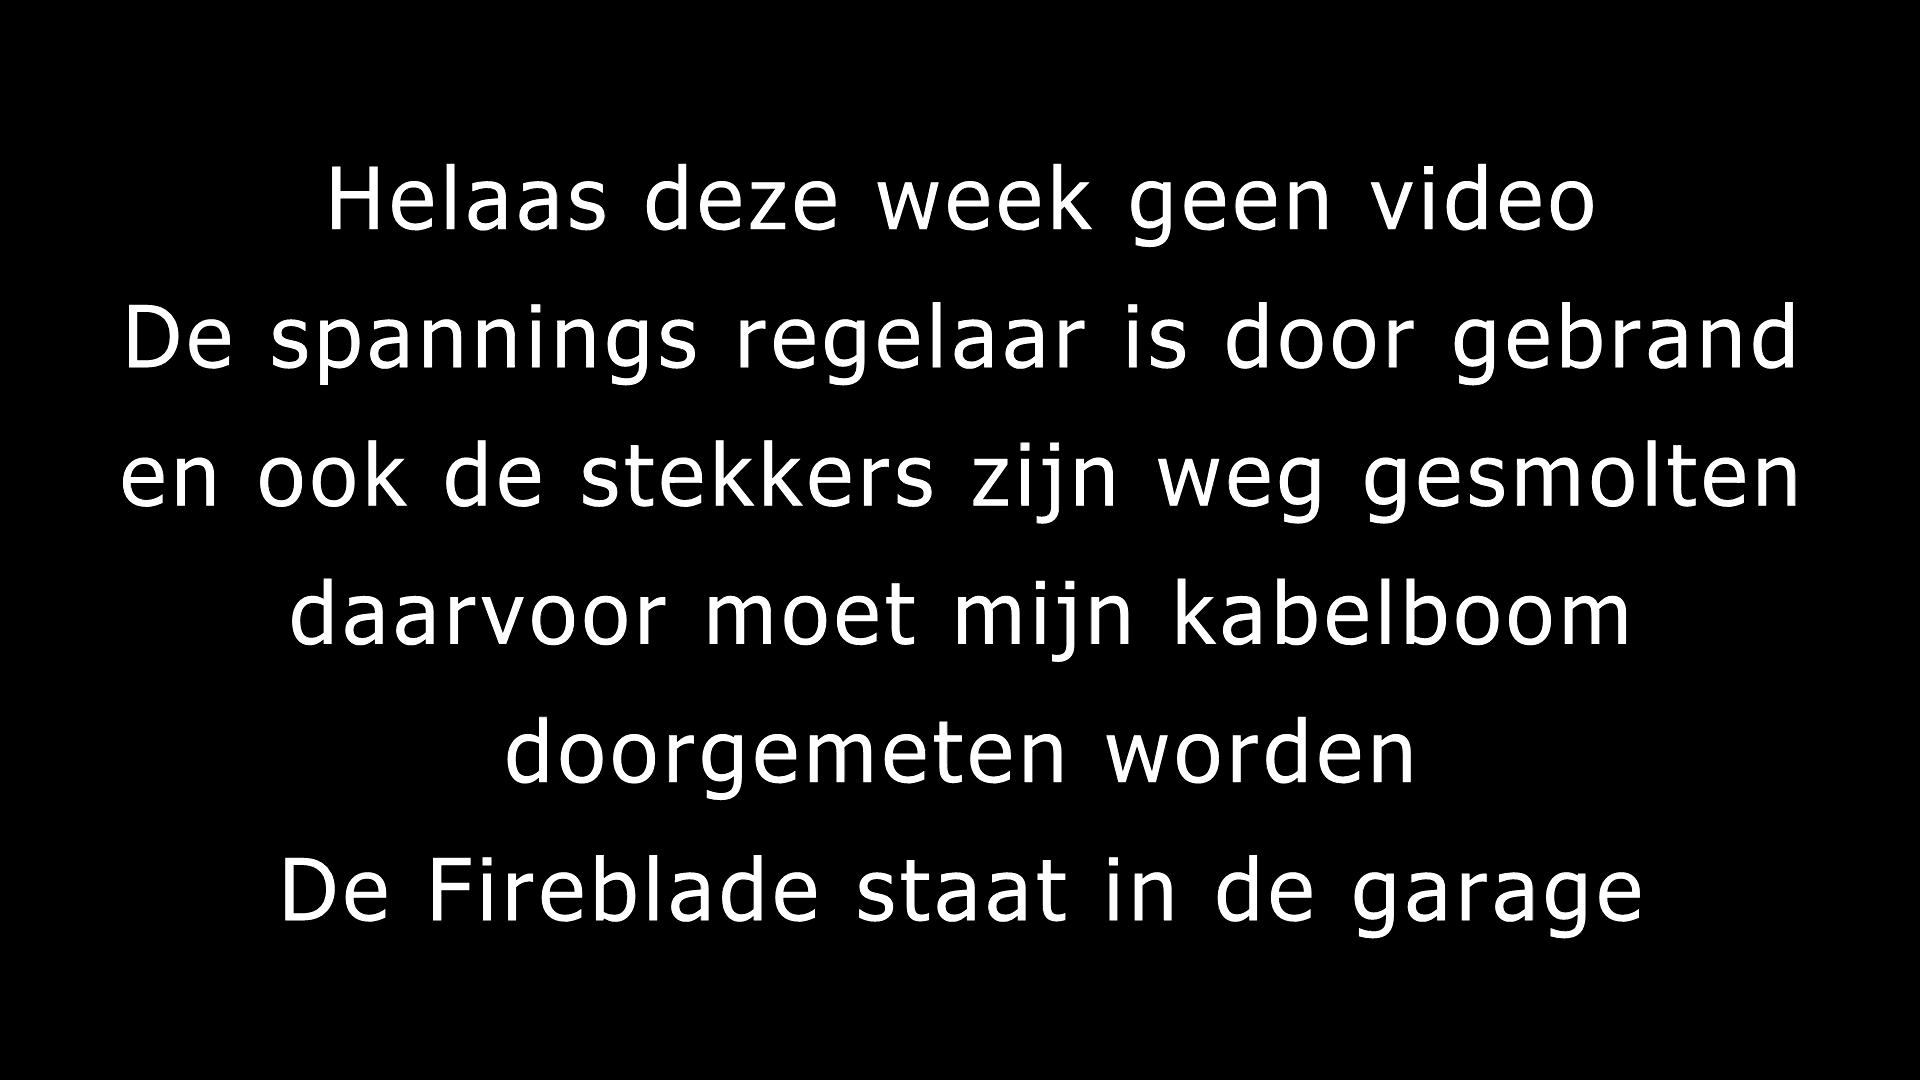 Helaas deze week geen video
De spannings regelaar is door gebrand
en ook de stekkers zijn weg gesmolten
daarvoor moet mijn kabelboom
doorgemeten worden
De Fireblade staat in de garage